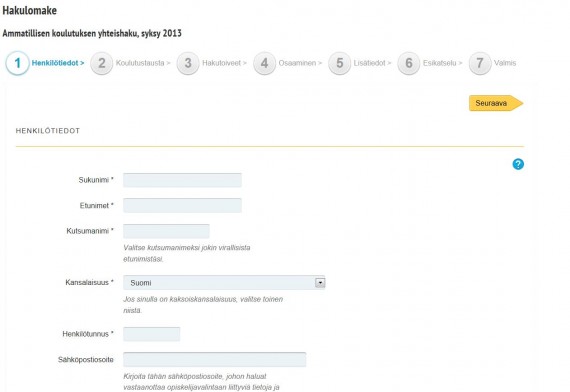 Hakulomake
Ammatillisen koulutuksen yhteishaku, syksy 2013
1 Henkilötiedot > 2 Koulutustausta > 3 Hakutoiveet > 4 Osaaminen > 5 Lisätiedot > 6 Esikatselu > 7 Valmis
Seuraava
HENKILÖTIEDOT
?
Sukunimi *
Etunimet *
Kutsumanimi *
Valitse kutsumanimeksi jokin virallisista
etunimistäsi.
Kansalaisuus * Suomi
Jos sinulla on kaksoiskansalaisuus, valitse toinen
niistä.
Henkilötunnus *
Sähköpostiosoite
Kirjoita tähän sähköpostiosoite, johon haluat
vastaanottaa opiskelijavalintaan liittyviä tietoja ja